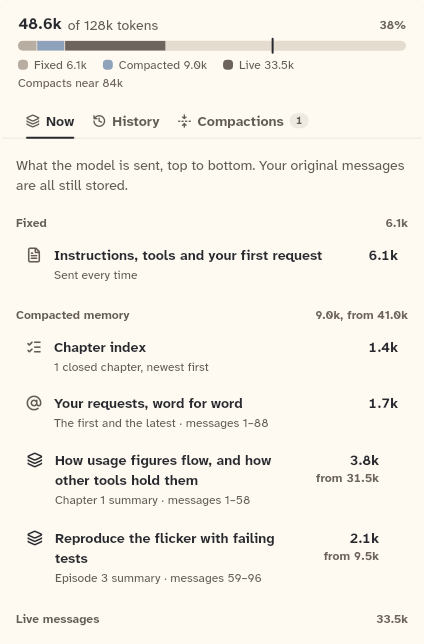 48.6k of 128k tokens 38%
Fixed 6.1k Compacted 9.0k Live 33.5k
Compacts near 84k
Now History Compactions 1
What the model is sent, top to bottom. Your original messages
are all still stored.
Fixed 6.1k
Instructions, tools and your first request 6.1k
Sent every time
Compacted memory 9.0k, from 41.0k
Chapter index 1.4k
1 closed chapter, newest first
Your requests, word for word 1.7k
The first and the latest · messages 1–88
How usage figures flow, and how 3.8k
other tools hold them from 31.5k
Chapter 1 summary · messages 1–58
Reproduce the flicker with failing 2.1k
tests from 9.5k
Episode 3 summary · messages 59–96
Live messages 33.5k